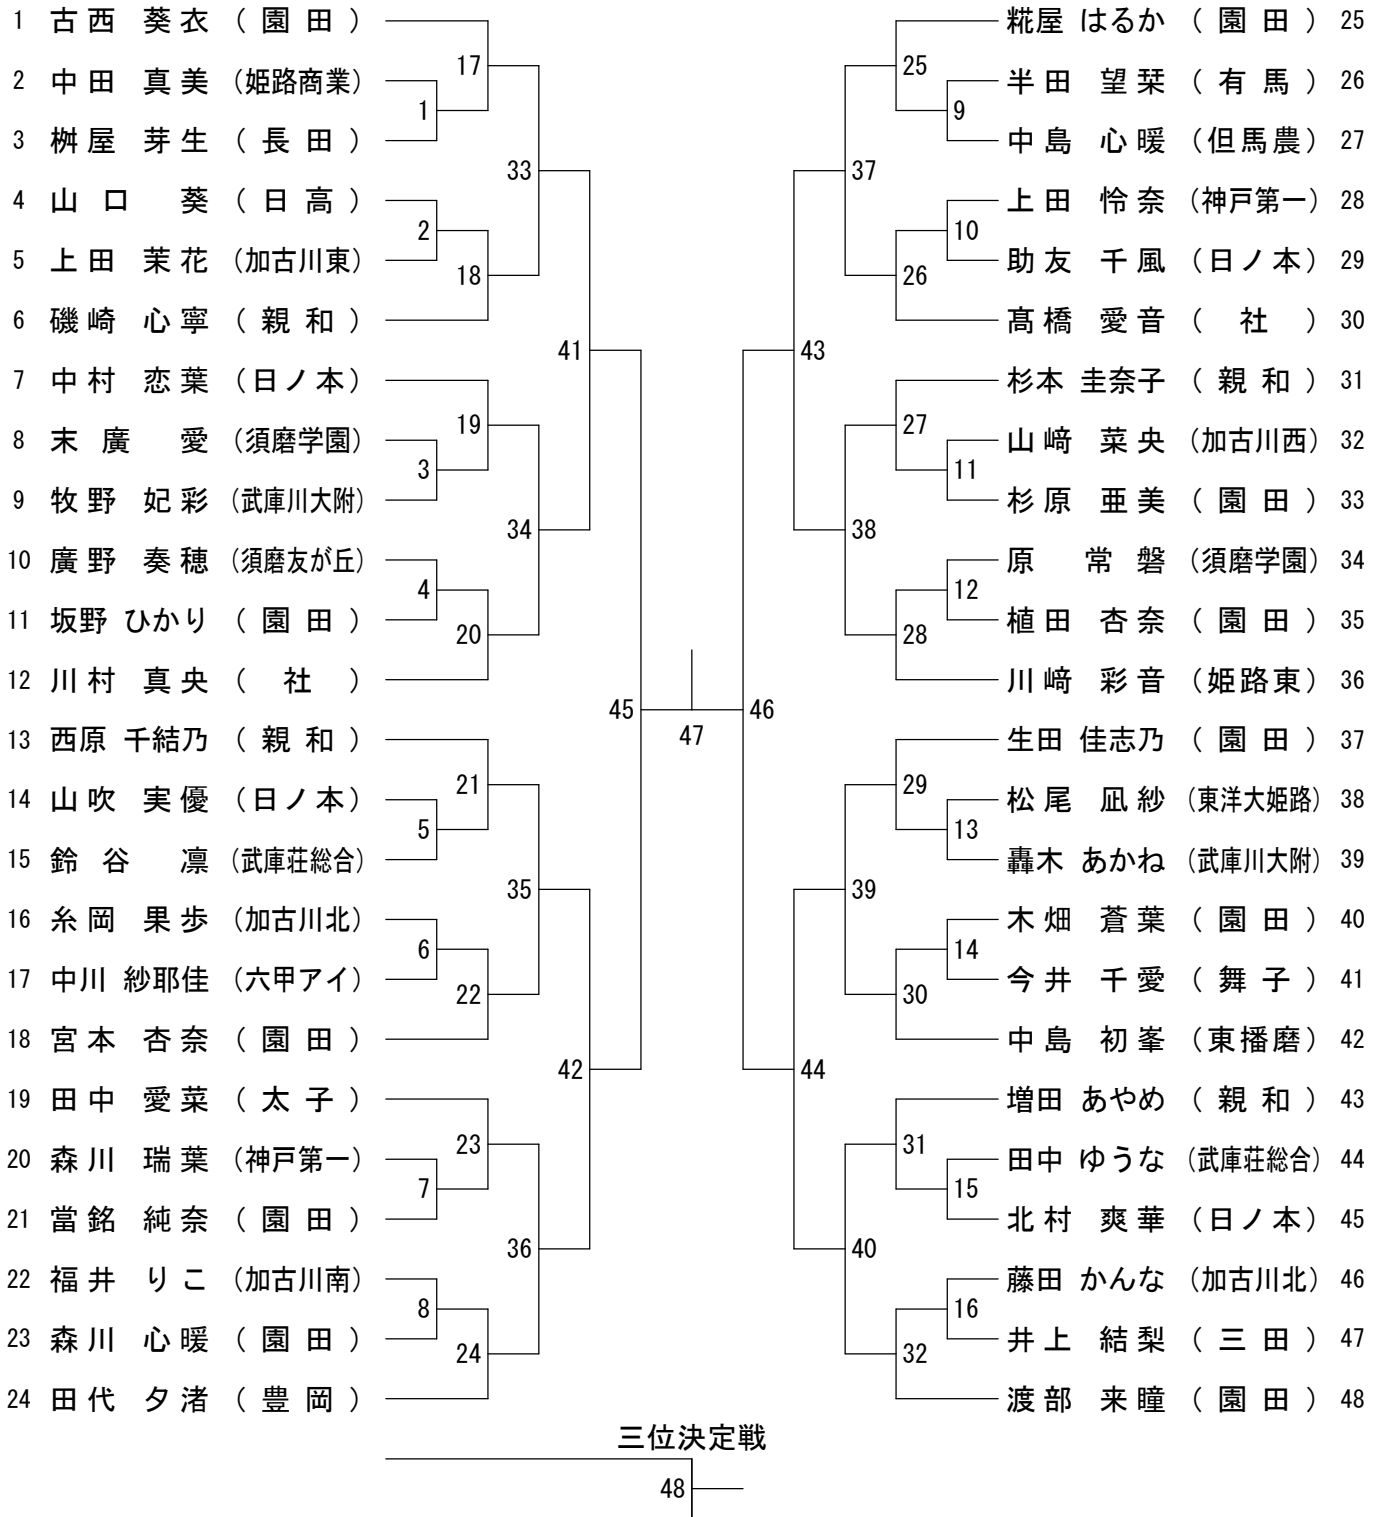 1 古西 葵衣 (園田)
2 中田 真美 (姫路商業)
3 桝屋 芽生 (長田)
4 山口 葵 (日高)
5 上田 茉花 (加古川東)
6 磯崎 心寧 (親和)
7 中村 恋葉 (日ノ本)
8 末廣 愛 (須磨学園)
9 牧野 妃彩 (武庫川大附)
10 廣野 奏穂 (須磨友が丘)
11 坂野 ひかり (園田)
12 川村 真央 (社)
13 西原 千結乃 (親和)
14 山吹 実優 (日ノ本)
15 鈴谷 凛 (武庫荘総合)
16 糸岡 果歩 (加古川北)
17 中川 紗耶佳 (六甲アイ)
18 宮本 杏奈 (園田)
19 田中 愛菜 (太子)
20 森川 瑞葉 (神戸第一)
21 當銘 純奈 (園田)
22 福井 りこ (加古川南)
23 森川 心暖 (園田)
24 田代 夕渚 (豊岡)
1
2
3
4
5
6
7
8
17
18
19
20
21
22
23
24
33
34
35
36
41
42
45
47
46
43
44
37
38
39
40
25
26
27
28
29
30
31
32
9
10
11
12
13
14
15
16
糀屋 はるか (園田) 25
半田 望栞 (有馬) 26
中島 心暖 (但馬農) 27
上田 怜奈 (神戸第一) 28
助友 千風 (日ノ本) 29
髙橋 愛音 (社) 30
杉本 圭奈子 (親和) 31
山﨑 菜央 (加古川西) 32
杉原 亜美 (園田) 33
原 常磐 (須磨学園) 34
植田 杏奈 (園田) 35
川﨑 彩音 (姫路東) 36
生田 佳志乃 (園田) 37
松尾 凪紗 (東洋大姫路) 38
轟木 あかね (武庫川大附) 39
木畑 蒼葉 (園田) 40
今井 千愛 (舞子) 41
中島 初峯 (東播磨) 42
増田 あやめ (親和) 43
田中 ゆうな (武庫荘総合) 44
北村 爽華 (日ノ本) 45
藤田 かんな (加古川北) 46
井上 結梨 (三田) 47
渡部 来瞳 (園田) 48
三位決定戦
48